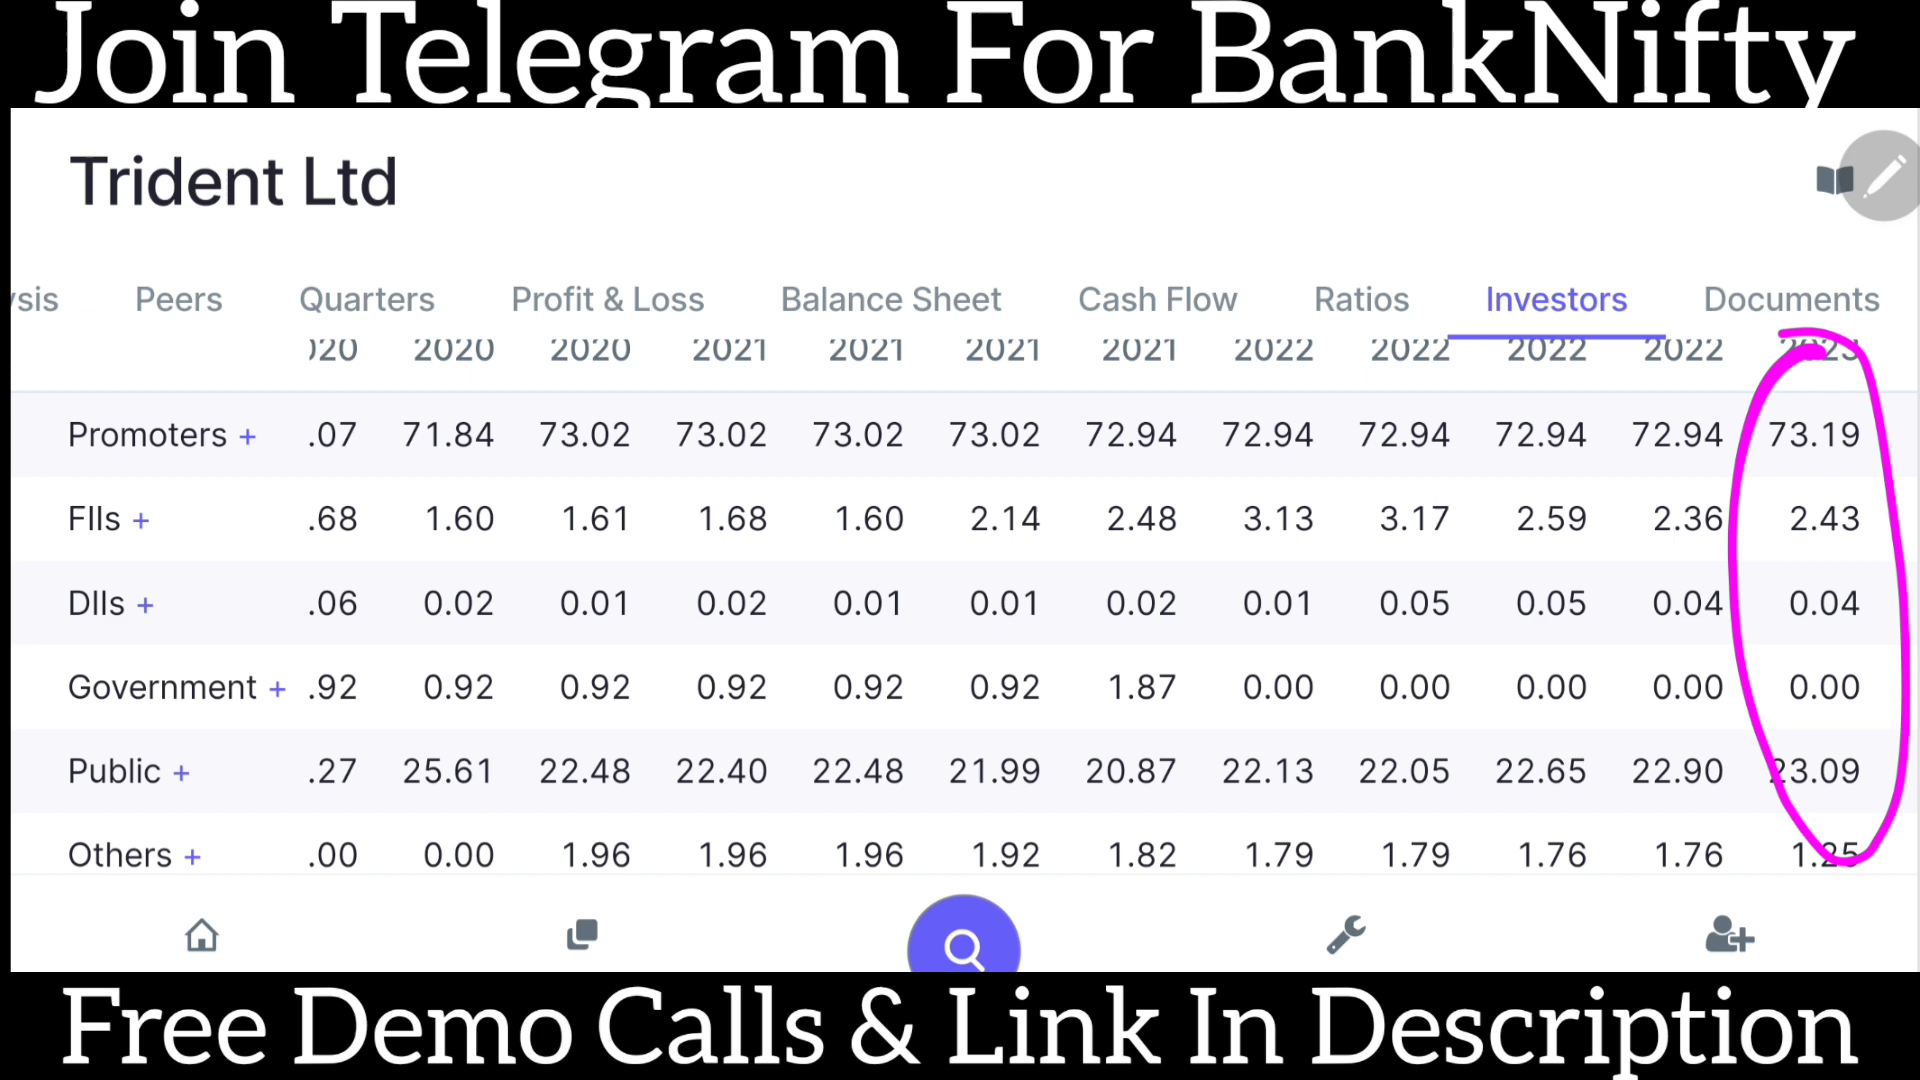 Join Telegram For BankNifty
Trident Ltd
ysis Peers Quarters Profit & Loss Balance Sheet Cash Flow Ratios Investors Documents
020 2020 2020 2021 2021 2021 2021 2022 2022 2022 2022 2023
Promoters + .07 71.84 73.02 73.02 73.02 73.02 72.94 72.94 72.94 72.94 72.94 73.19
FIIs + .68 1.60 1.61 1.68 1.60 2.14 2.48 3.13 3.17 2.59 2.36 2.43
DIIs + .06 0.02 0.01 0.02 0.01 0.01 0.02 0.01 0.05 0.05 0.04 0.04
Government + .92 0.92 0.92 0.92 0.92 0.92 1.87 0.00 0.00 0.00 0.00 0.00
Public + .27 25.61 22.48 22.40 22.48 21.99 20.87 22.13 22.05 22.65 22.90 23.09
Others + .00 0.00 1.96 1.96 1.96 1.92 1.82 1.79 1.79 1.76 1.76 1.25
Free Demo Calls & Link In Description